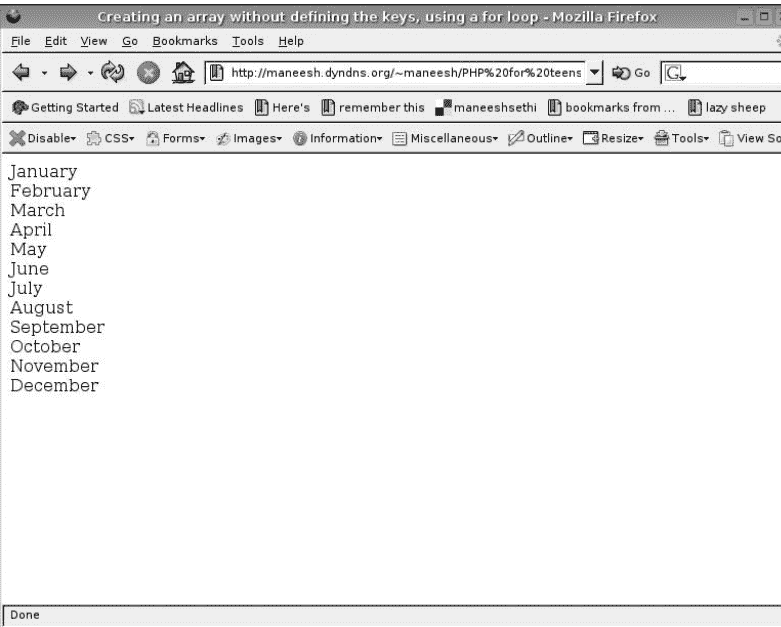 Creating an array without defining the keys, using a for loop - Mozilla Firefox
File Edit View Go Bookmarks Tools Help
http://maneesh.dyndns.org/~maneesh/PHP%20for%20teens Go G
Getting Started Latest Headlines Here's remember this maneeshsethi bookmarks from ... lazy sheep
Disable CSS Forms Images Information Miscellaneous Outline Resize Tools View So
January
February
March
April
May
June
July
August
September
October
November
December
Done